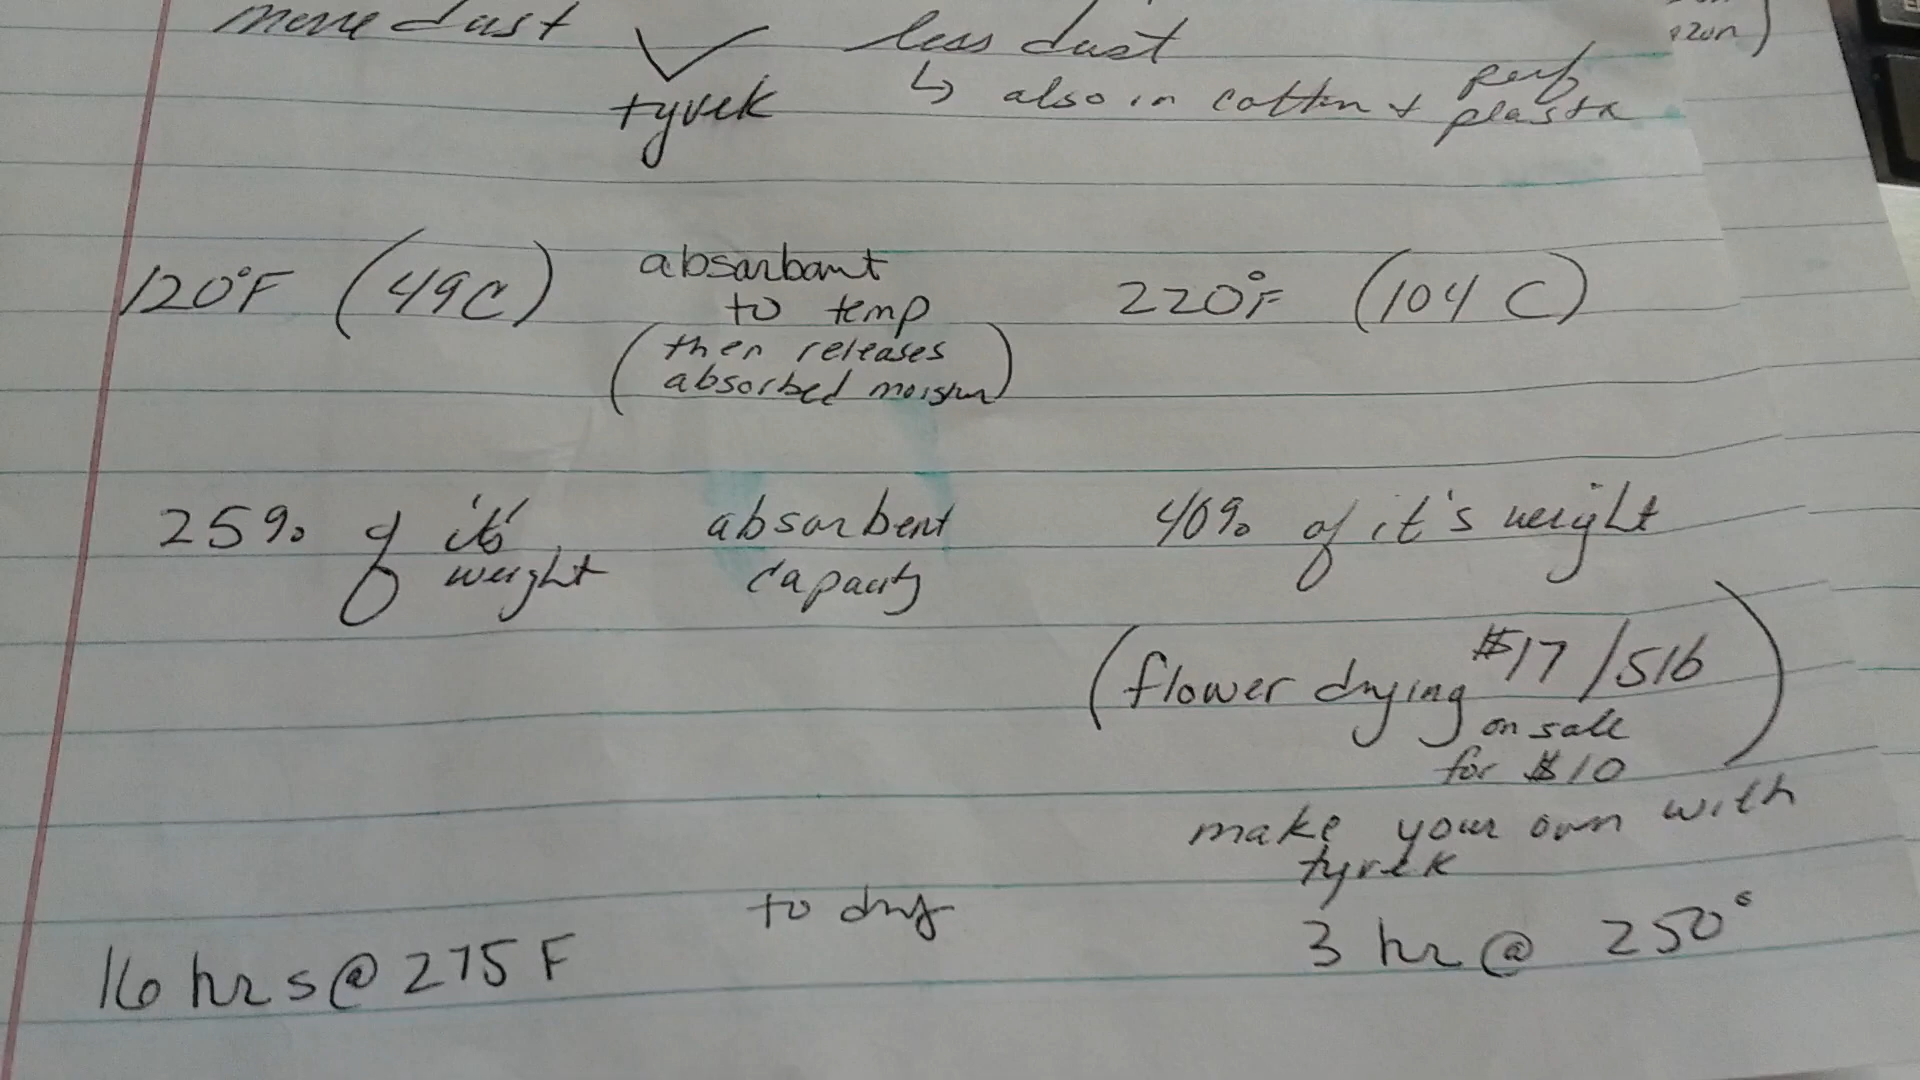 more dust less dust
tyvek ↳ also in cotton + perf plastic
120°F (49C) absorbant to temp 220°F (104 C)
(then releases absorbed moistur)
25% of it's weight absorbent capacity 40% of it's weight
(flower drying $17/5lb
on sale
for $10)
make your own with
tyvek
16 hrs @ 275 F to dry 3 hr @ 250°